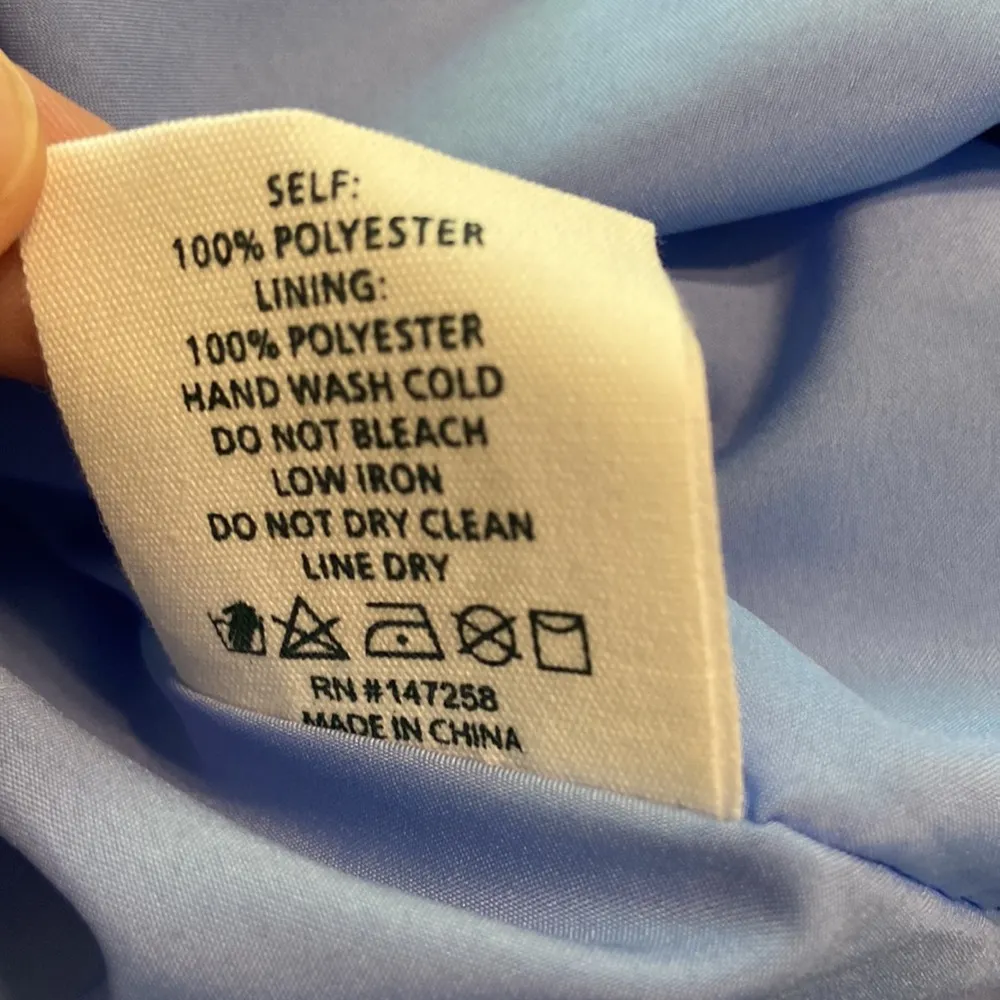 SELF:
100% POLYESTER
LINING:
100% POLYESTER
HAND WASH COLD
DO NOT BLEACH
LOW IRON
DO NOT DRY CLEAN
LINE DRY
RN #147258
MADE IN CHINA